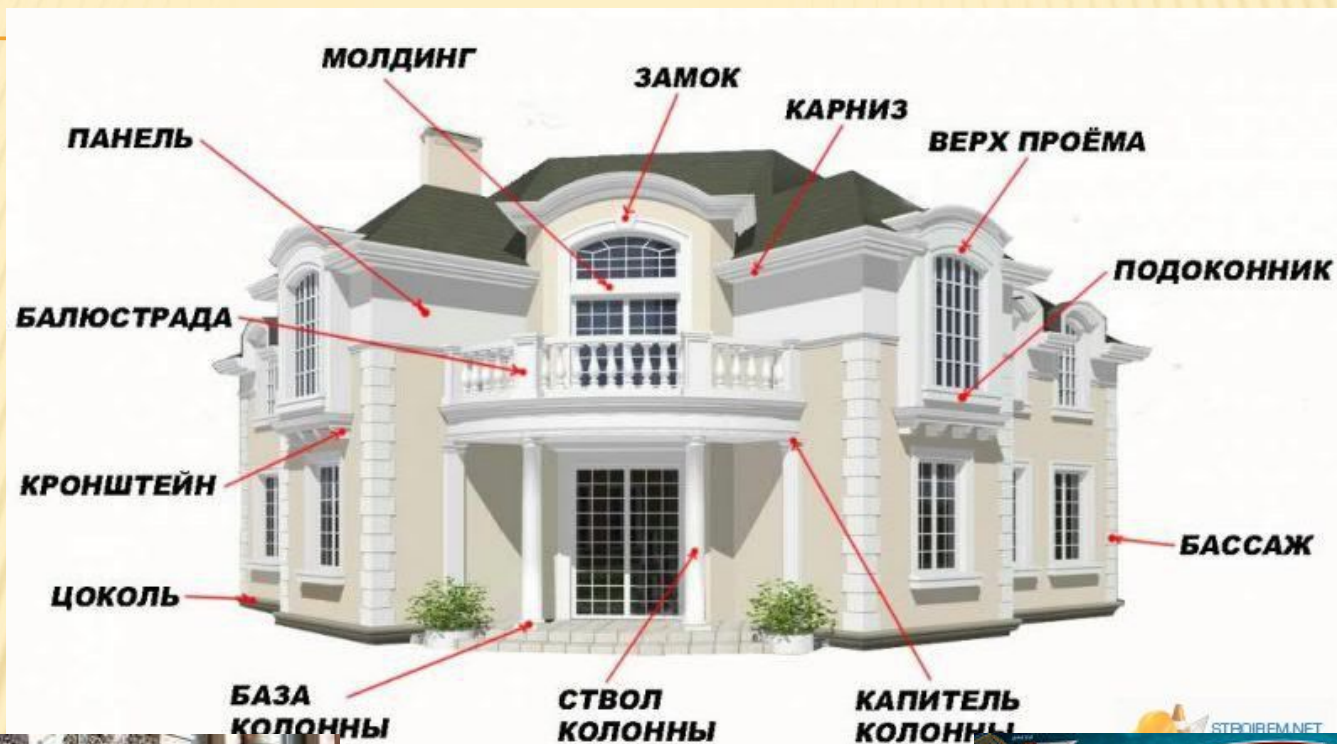 МОЛДИНГ
ЗАМОК
КАРНИЗ
ПАНЕЛЬ
ВЕРХ ПРОЁМА
ПОДОКОННИК
БАЛЮСТРАДА
КРОНШТЕЙН
БАССАЖ
ЦОКОЛЬ
БАЗА
КОЛОННЫ
СТВОЛ
КОЛОННЫ
КАПИТЕЛЬ
КОЛОННЫ
STROIREM.NET